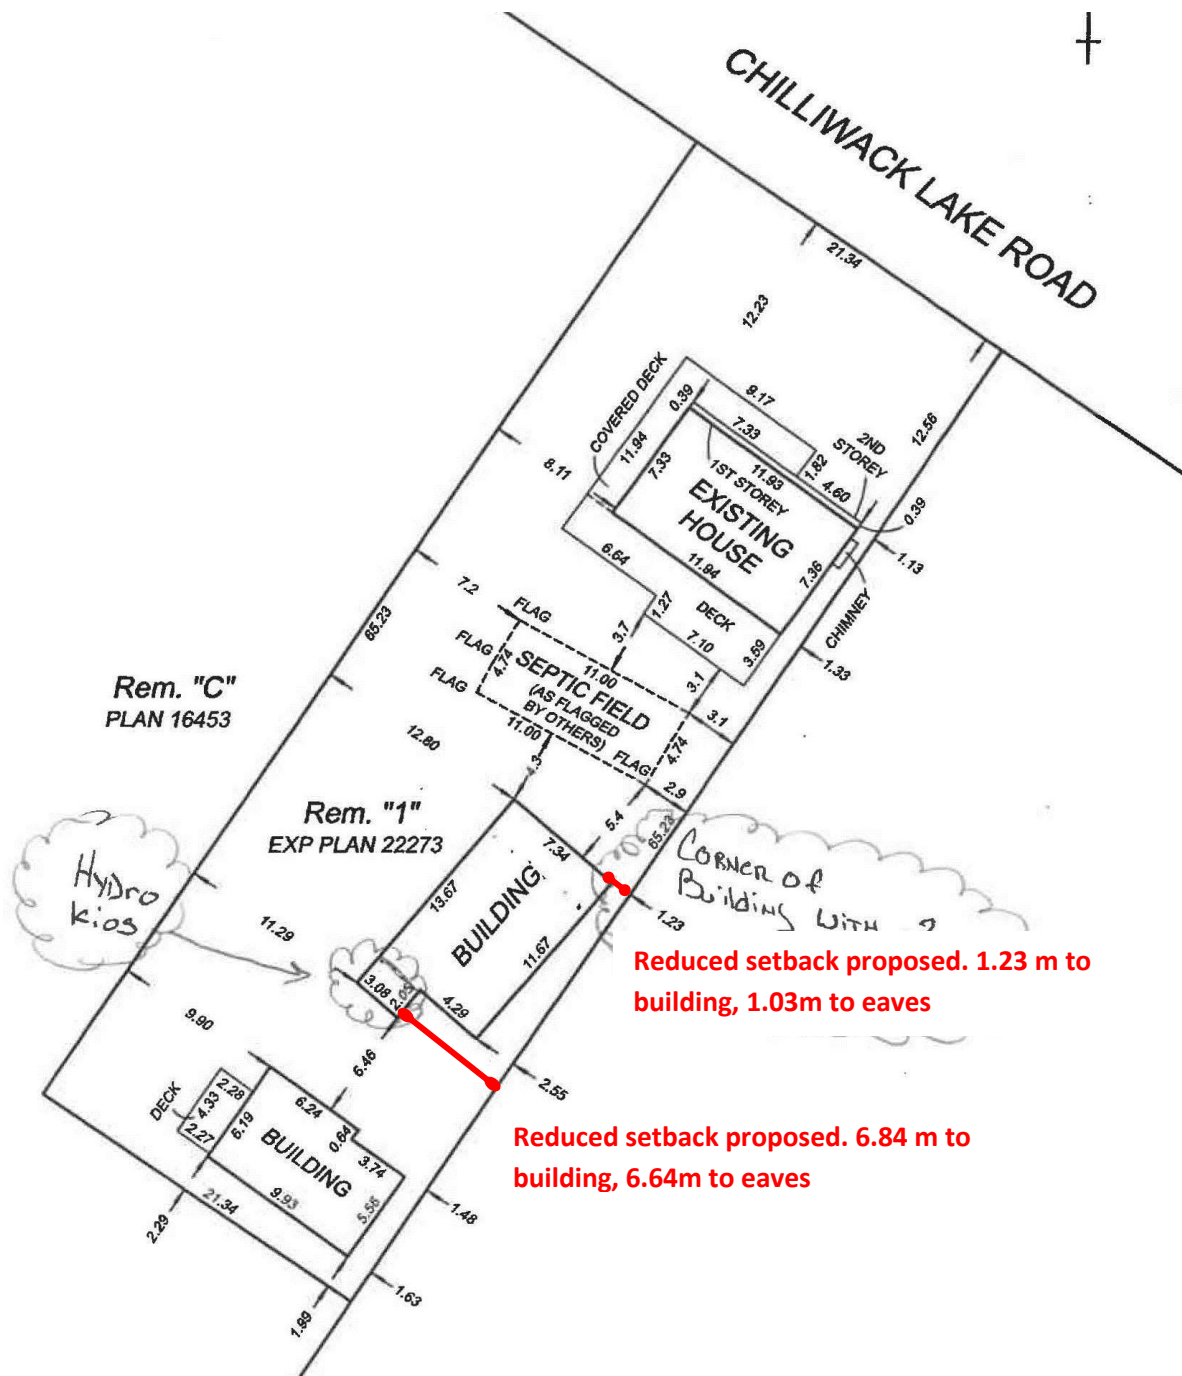 CHILLIWACK LAKE ROAD
21.34
12.23
12.56
COVERED DECK
0.39
9.17
7.33
11.94
7.33
1ST STOREY
11.93
1.82
4.60
2ND
STOREY
0.39
8.11
EXISTING
HOUSE
11.94
7.36
1.13
CHIMNEY
6.64
1.27
DECK
7.10
3.59
1.33
65.23
7.2
FLAG
3.7
FLAG
4.74
11.00
SEPTIC FIELD
(AS FLAGGED
BY OTHERS)
3.1
3.1
FLAG
11.00
FLAG
4.74
2.9
Rem. "C"
PLAN 16453
12.80
Rem. "1"
EXP PLAN 22273
5.4
65.23
7.34
13.67
BUILDING
11.67
1.23
CORNER OF
Building WITH
Hydro
kios
11.29
3.08
2.05
4.29
Reduced setback proposed. 1.23 m to
building, 1.03m to eaves
9.90
6.46
2.55
DECK
2.28
4.33
2.27
6.19
6.24
0.64
3.74
BUILDING
9.93
5.56
Reduced setback proposed. 6.84 m to
building, 6.64m to eaves
1.48
21.34
2.29
1.99
1.63